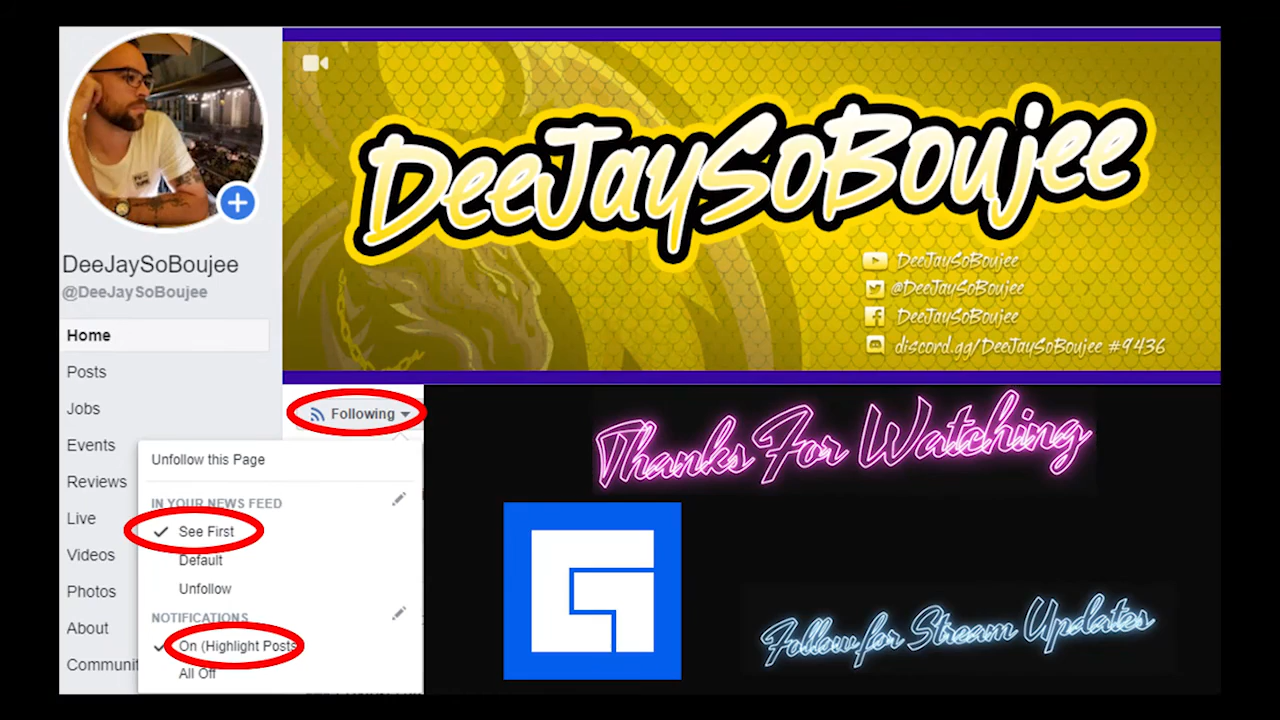 DeeJaySoBoujee
DeeJaySoBoujee
@DeeJaySoBoujee
DeeJaySoBoujee
discord.gg/DeeJaySoBoujee #9436
DeeJaySoBoujee
@DeeJaySoBoujee
Home
Posts
Jobs
Events
Reviews
Live
Videos
Photos
About
Communit
Following
Unfollow this Page
IN YOUR NEWS FEED
See First
Default
Unfollow
NOTIFICATIONS
On (Highlight Posts
All Off
Thanks For Watching
Follow for Stream Updates